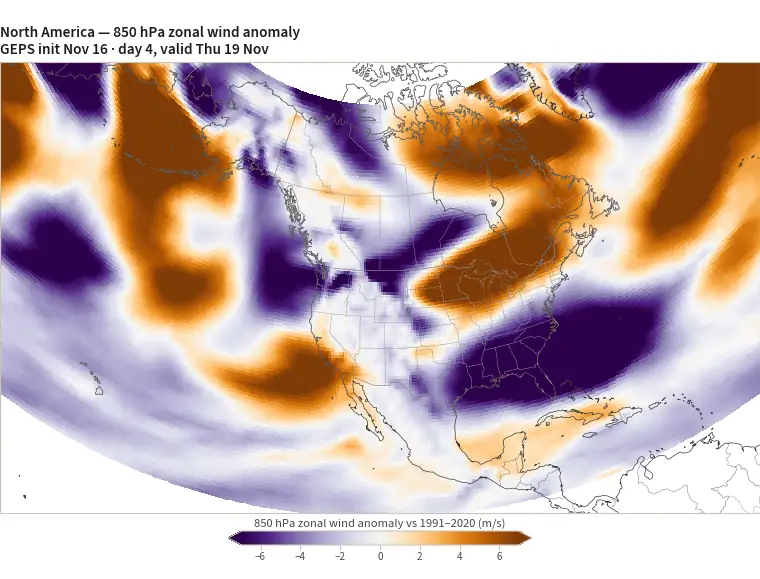 North America — 850 hPa zonal wind anomaly
GEPS init Nov 16 · day 4, valid Thu 19 Nov
850 hPa zonal wind anomaly vs 1991–2020 (m/s)
−6 −4 −2 0 2 4 6